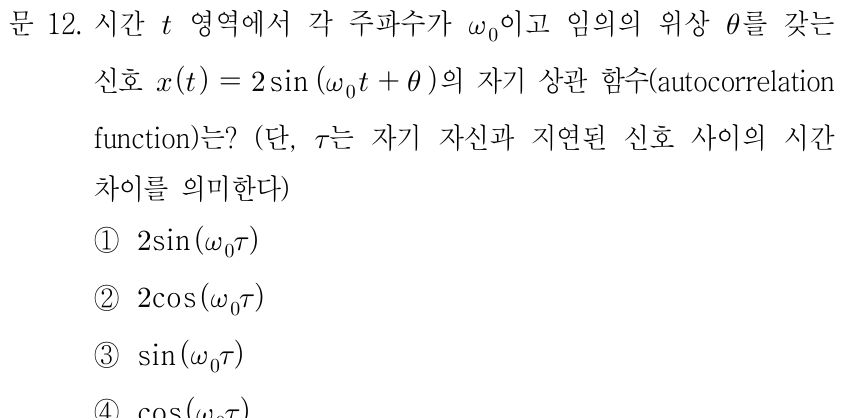 문 12. 시간 t 영역에서 각 주파수가 ω₀이고 임의의 위상 θ를 갖는
신호 x(t) = 2 sin (ω₀t + θ)의 자기 상관 함수(autocorrelation
function)는? (단, τ는 자기 자신과 지연된 신호 사이의 시간
차이를 의미한다)
① 2sin(ω₀τ)
② 2cos(ω₀τ)
③ sin(ω₀τ)
④ cos(ω₀τ)